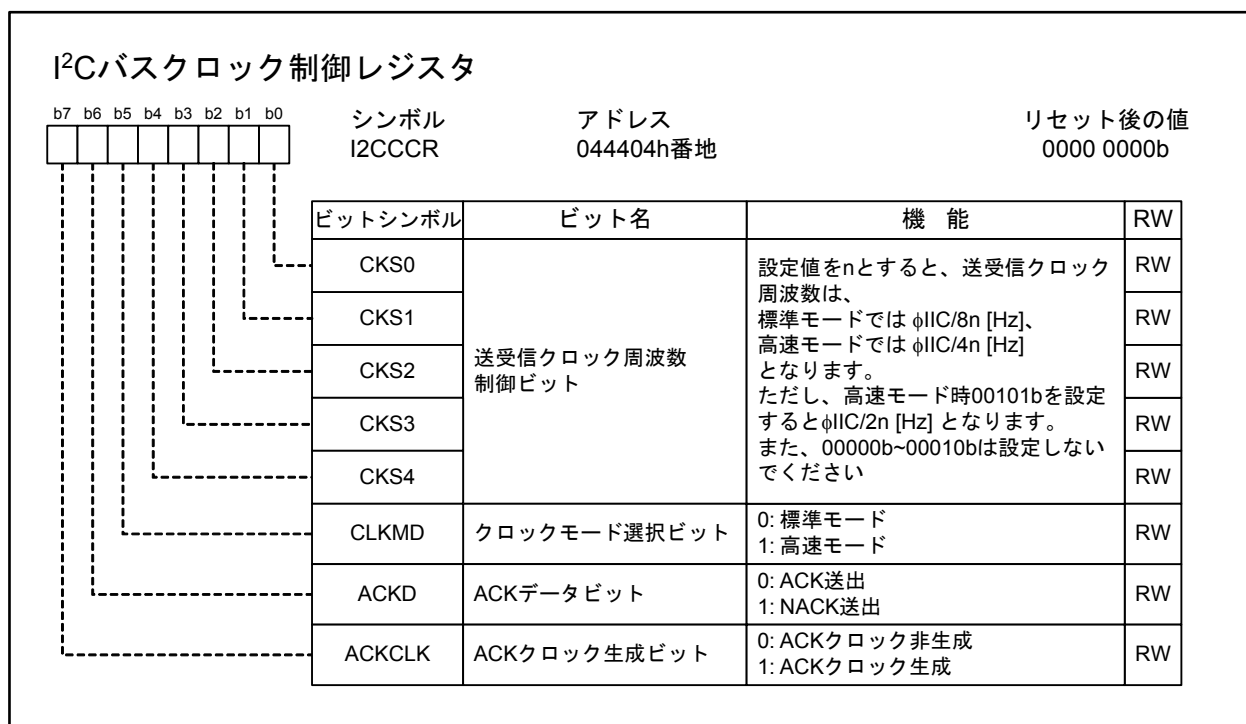 I²Cバスクロック制御レジスタ
b7 b6 b5 b4 b3 b2 b1 b0
シンボル アドレス リセット後の値
I2CCCR 044404h番地 0000 0000b
ビットシンボル ビット名 機 能 RW
CKS0 RW
CKS1 RW
CKS2 RW
CKS3 RW
CKS4 RW
送受信クロック周波数
制御ビット
設定値をnとすると、送受信クロック
周波数は、
標準モードでは ϕIIC/8n [Hz]、
高速モードでは ϕIIC/4n [Hz]
となります。
ただし、高速モード時00101bを設定
するとϕIIC/2n [Hz] となります。
また、00000b~00010bは設定しない
でください
CLKMD クロックモード選択ビット 0: 標準モード RW
1: 高速モード
ACKD ACKデータビット 0: ACK送出 RW
1: NACK送出
ACKCLK ACKクロック生成ビット 0: ACKクロック非生成 RW
1: ACKクロック生成